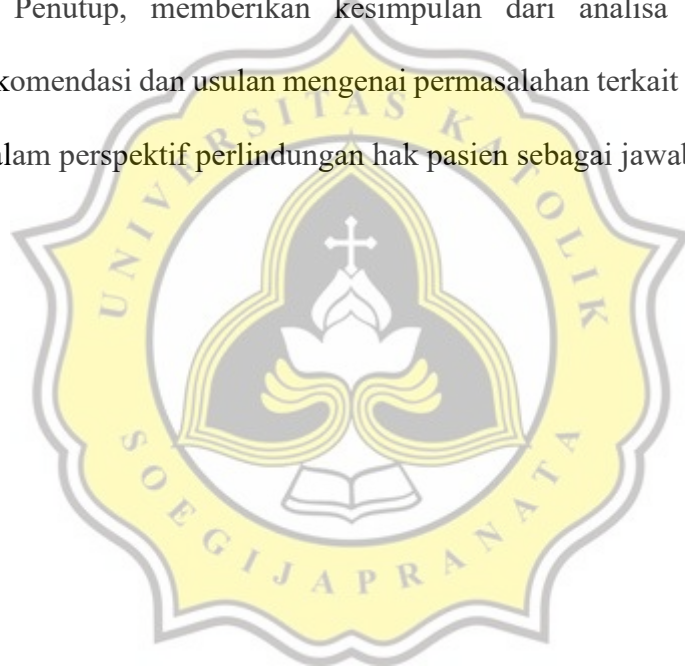 Penutup, memberikan kesimpulan dari analisa
komendasi dan usulan mengenai permasalahan terkait
alam perspektif perlindungan hak pasien sebagai jawab
UNIVERSITAS KATOLIK
SOEGIJAPRANATA